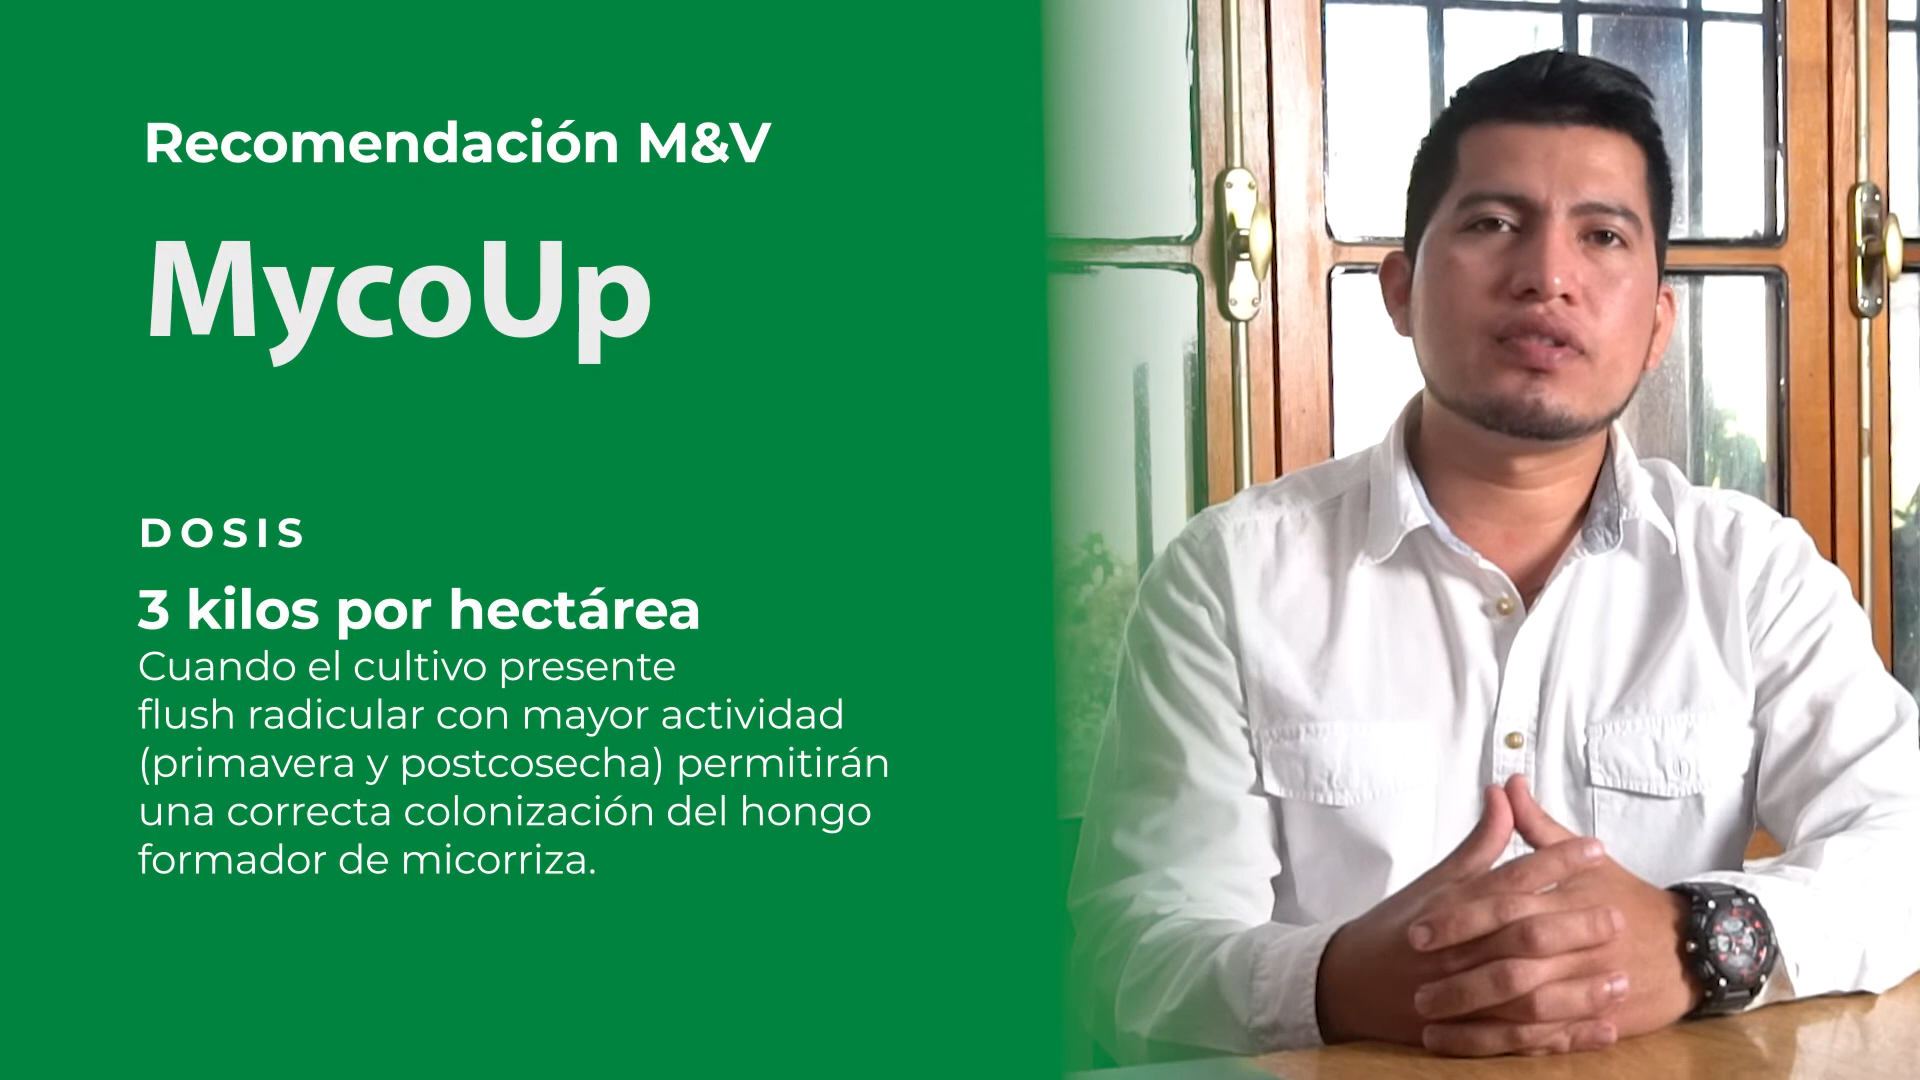 Recomendación M&V
MycoUp
DOSIS
3 kilos por hectárea
Cuando el cultivo presente
flush radicular con mayor actividad
(primavera y postcosecha) permitirán
una correcta colonización del hongo
formador de micorriza.